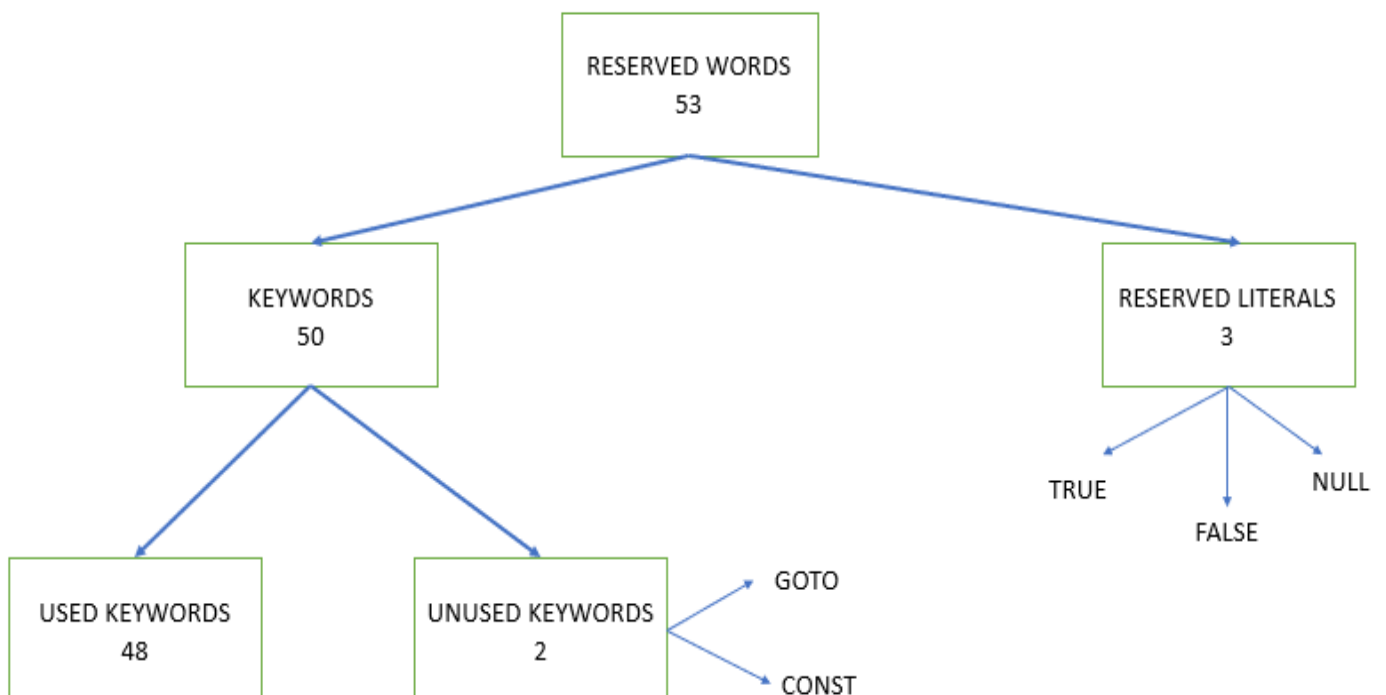 RESERVED WORDS
53
KEYWORDS
50
RESERVED LITERALS
3
TRUE
NULL
FALSE
USED KEYWORDS
48
UNUSED KEYWORDS
2
GOTO
CONST